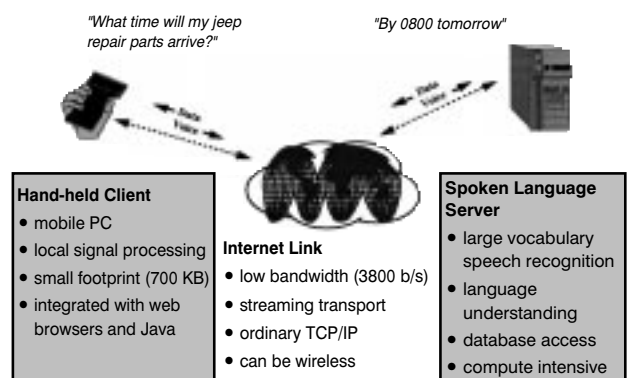 "What time will my jeep
repair parts arrive?"
"By 0800 tomorrow"
Data
Voice
Data
Voice
Hand-held Client
• mobile PC
• local signal processing
• small footprint (700 KB)
• integrated with web
browsers and Java
Internet Link
• low bandwidth (3800 b/s)
• streaming transport
• ordinary TCP/IP
• can be wireless
Spoken Language
Server
• large vocabulary
speech recognition
• language
understanding
• database access
• compute intensive